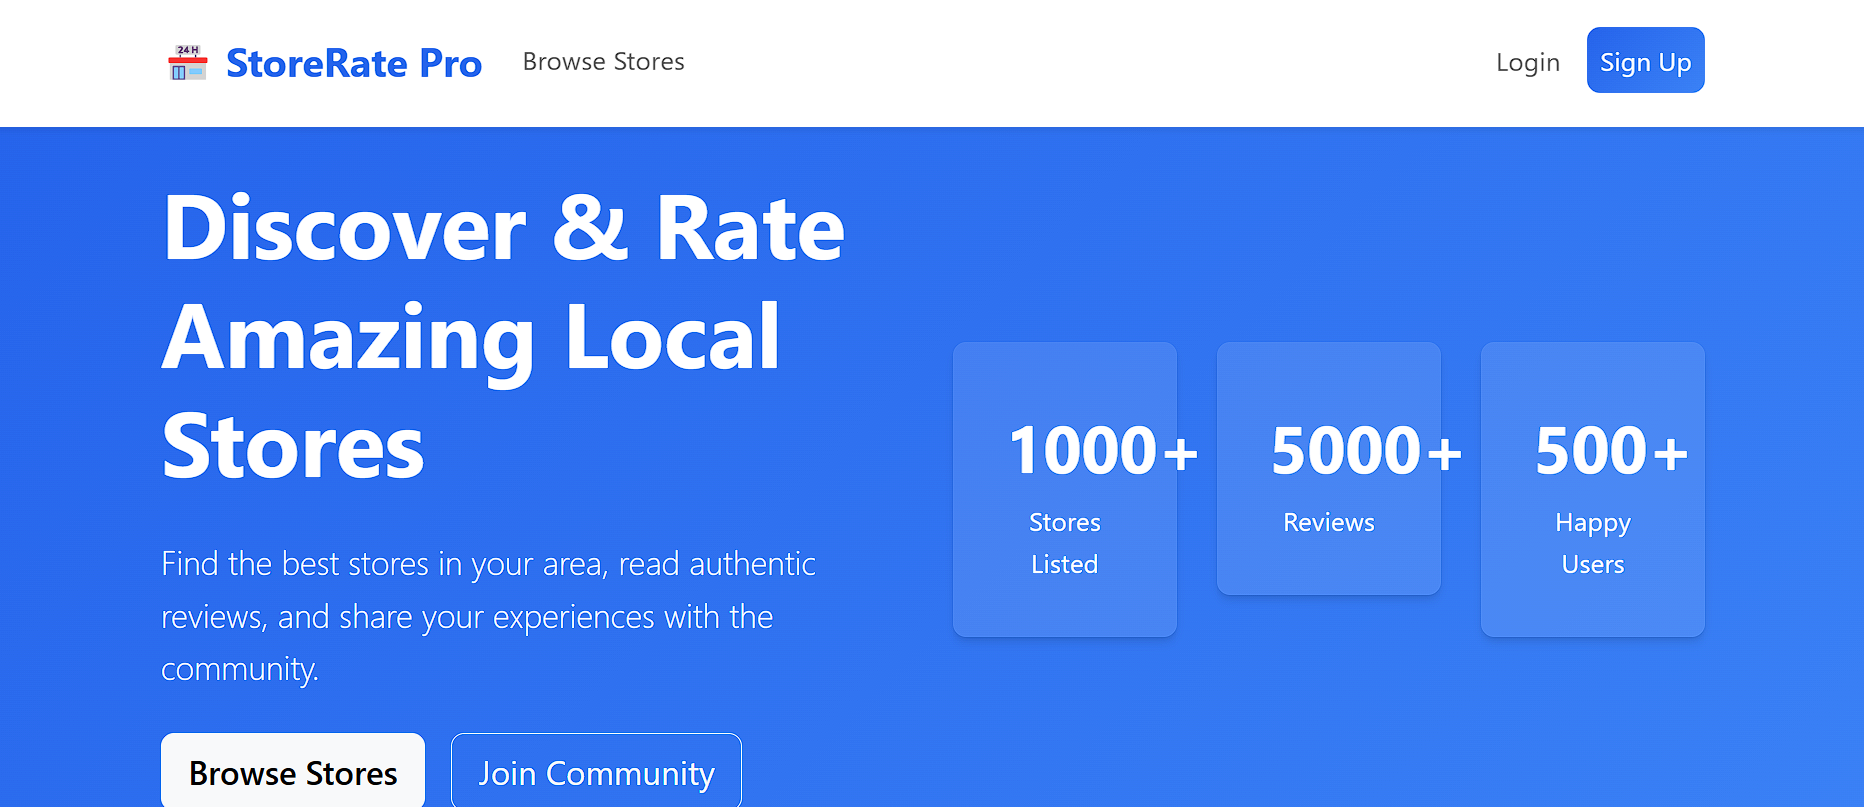 24 H
StoreRate Pro
Browse Stores
Login
Sign Up
Discover & Rate
Amazing Local
Stores
Find the best stores in your area, read authentic
reviews, and share your experiences with the
community.
Browse Stores
Join Community
1000+
Stores
Listed
5000+
Reviews
500+
Happy
Users